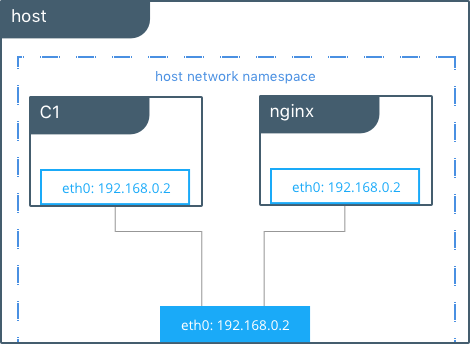 host
host network namespace
C1
nginx
eth0: 192.168.0.2
eth0: 192.168.0.2
eth0: 192.168.0.2